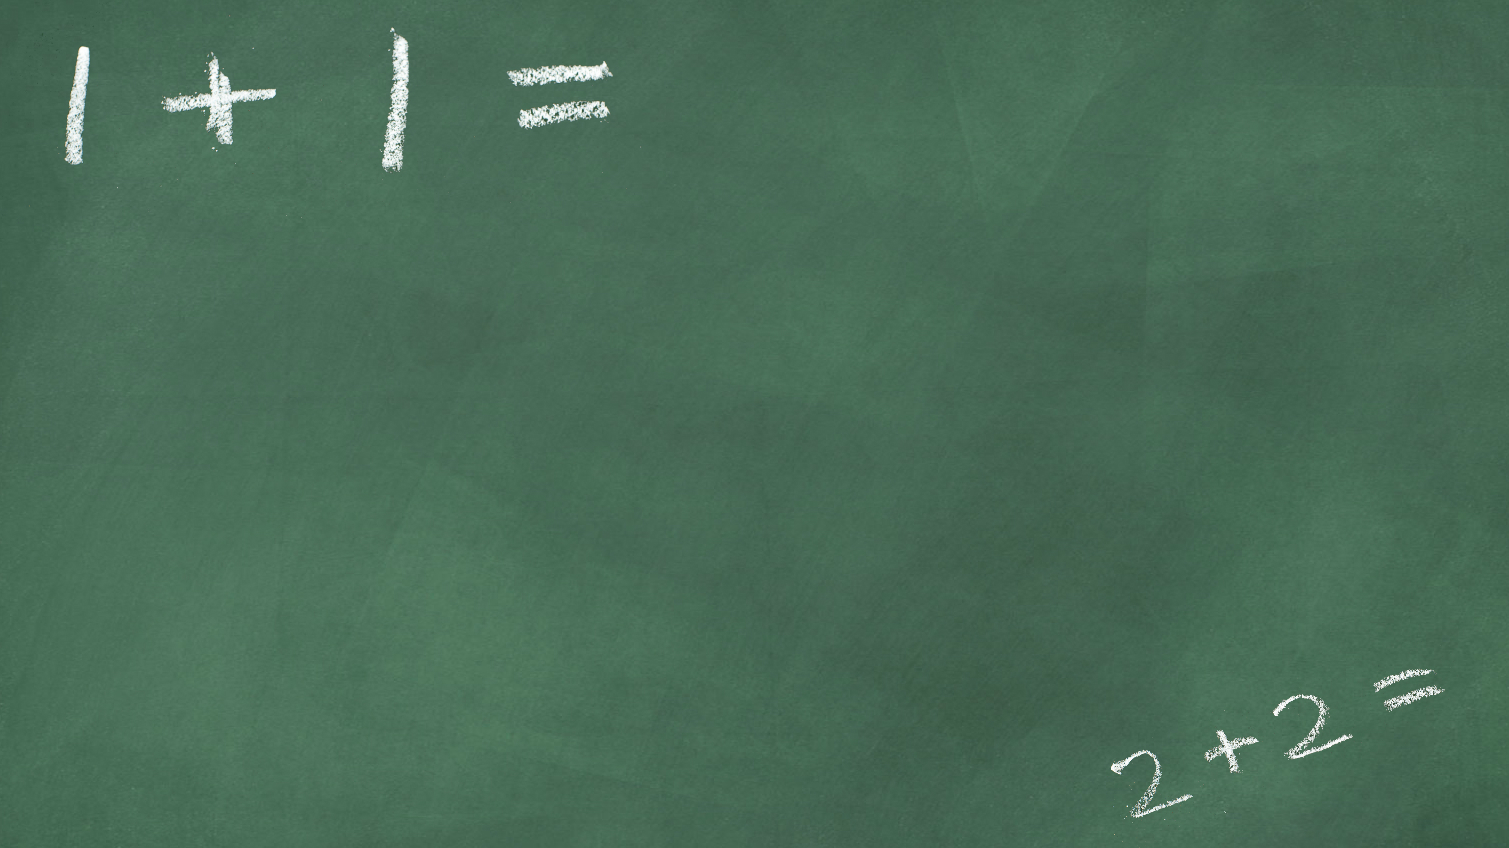 1 + 1 =
2 + 2 =